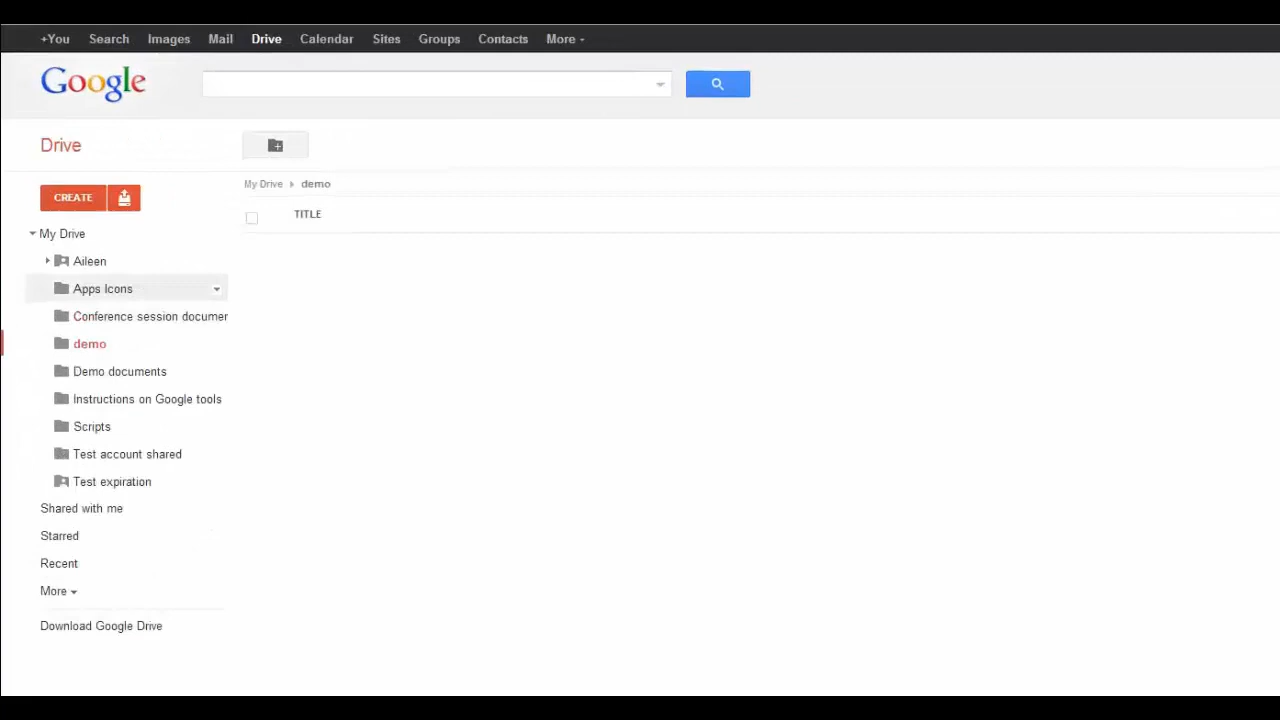 +You Search Images Mail Drive Calendar Sites Groups Contacts More
Google
Drive
My Drive demo
CREATE
TITLE
My Drive
Aileen
Apps Icons
Conference session documen
demo
Demo documents
Instructions on Google tools
Scripts
Test account shared
Test expiration
Shared with me
Starred
Recent
More
Download Google Drive